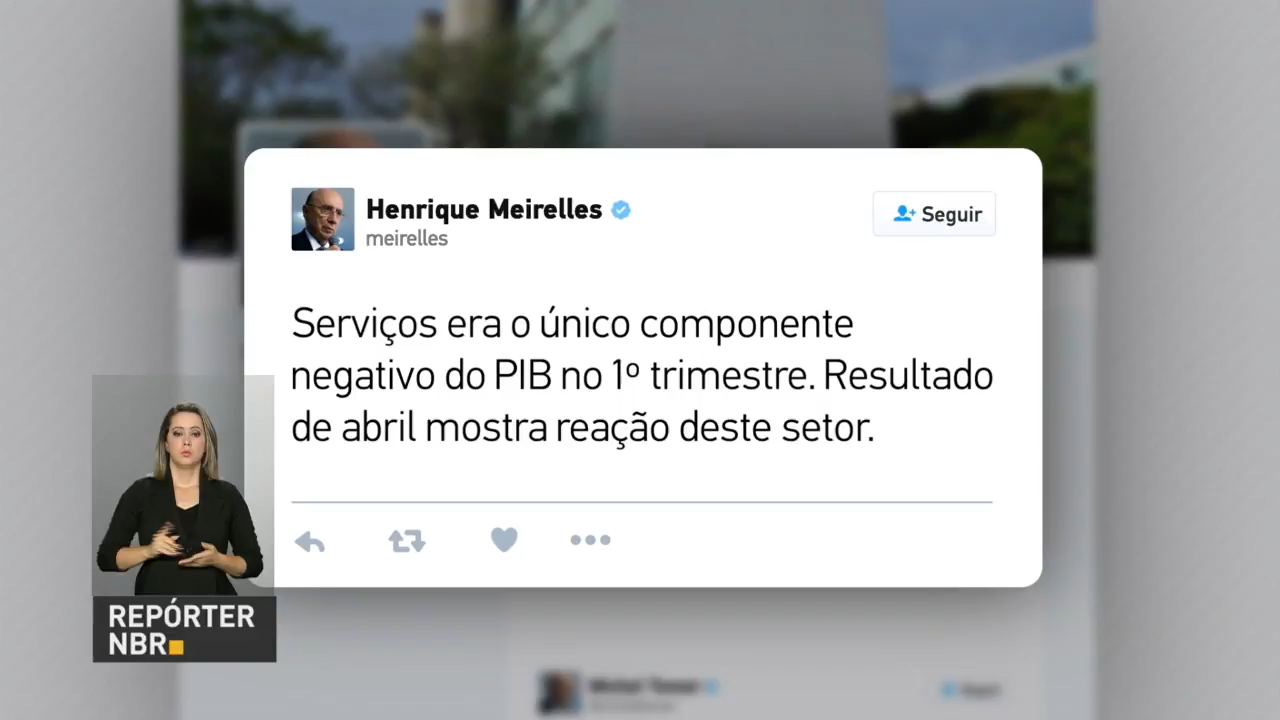 Henrique Meirelles
meirelles
Seguir
Serviços era o único componente
negativo do PIB no 1º trimestre. Resultado
de abril mostra reação deste setor.
REPÓRTER
NBR